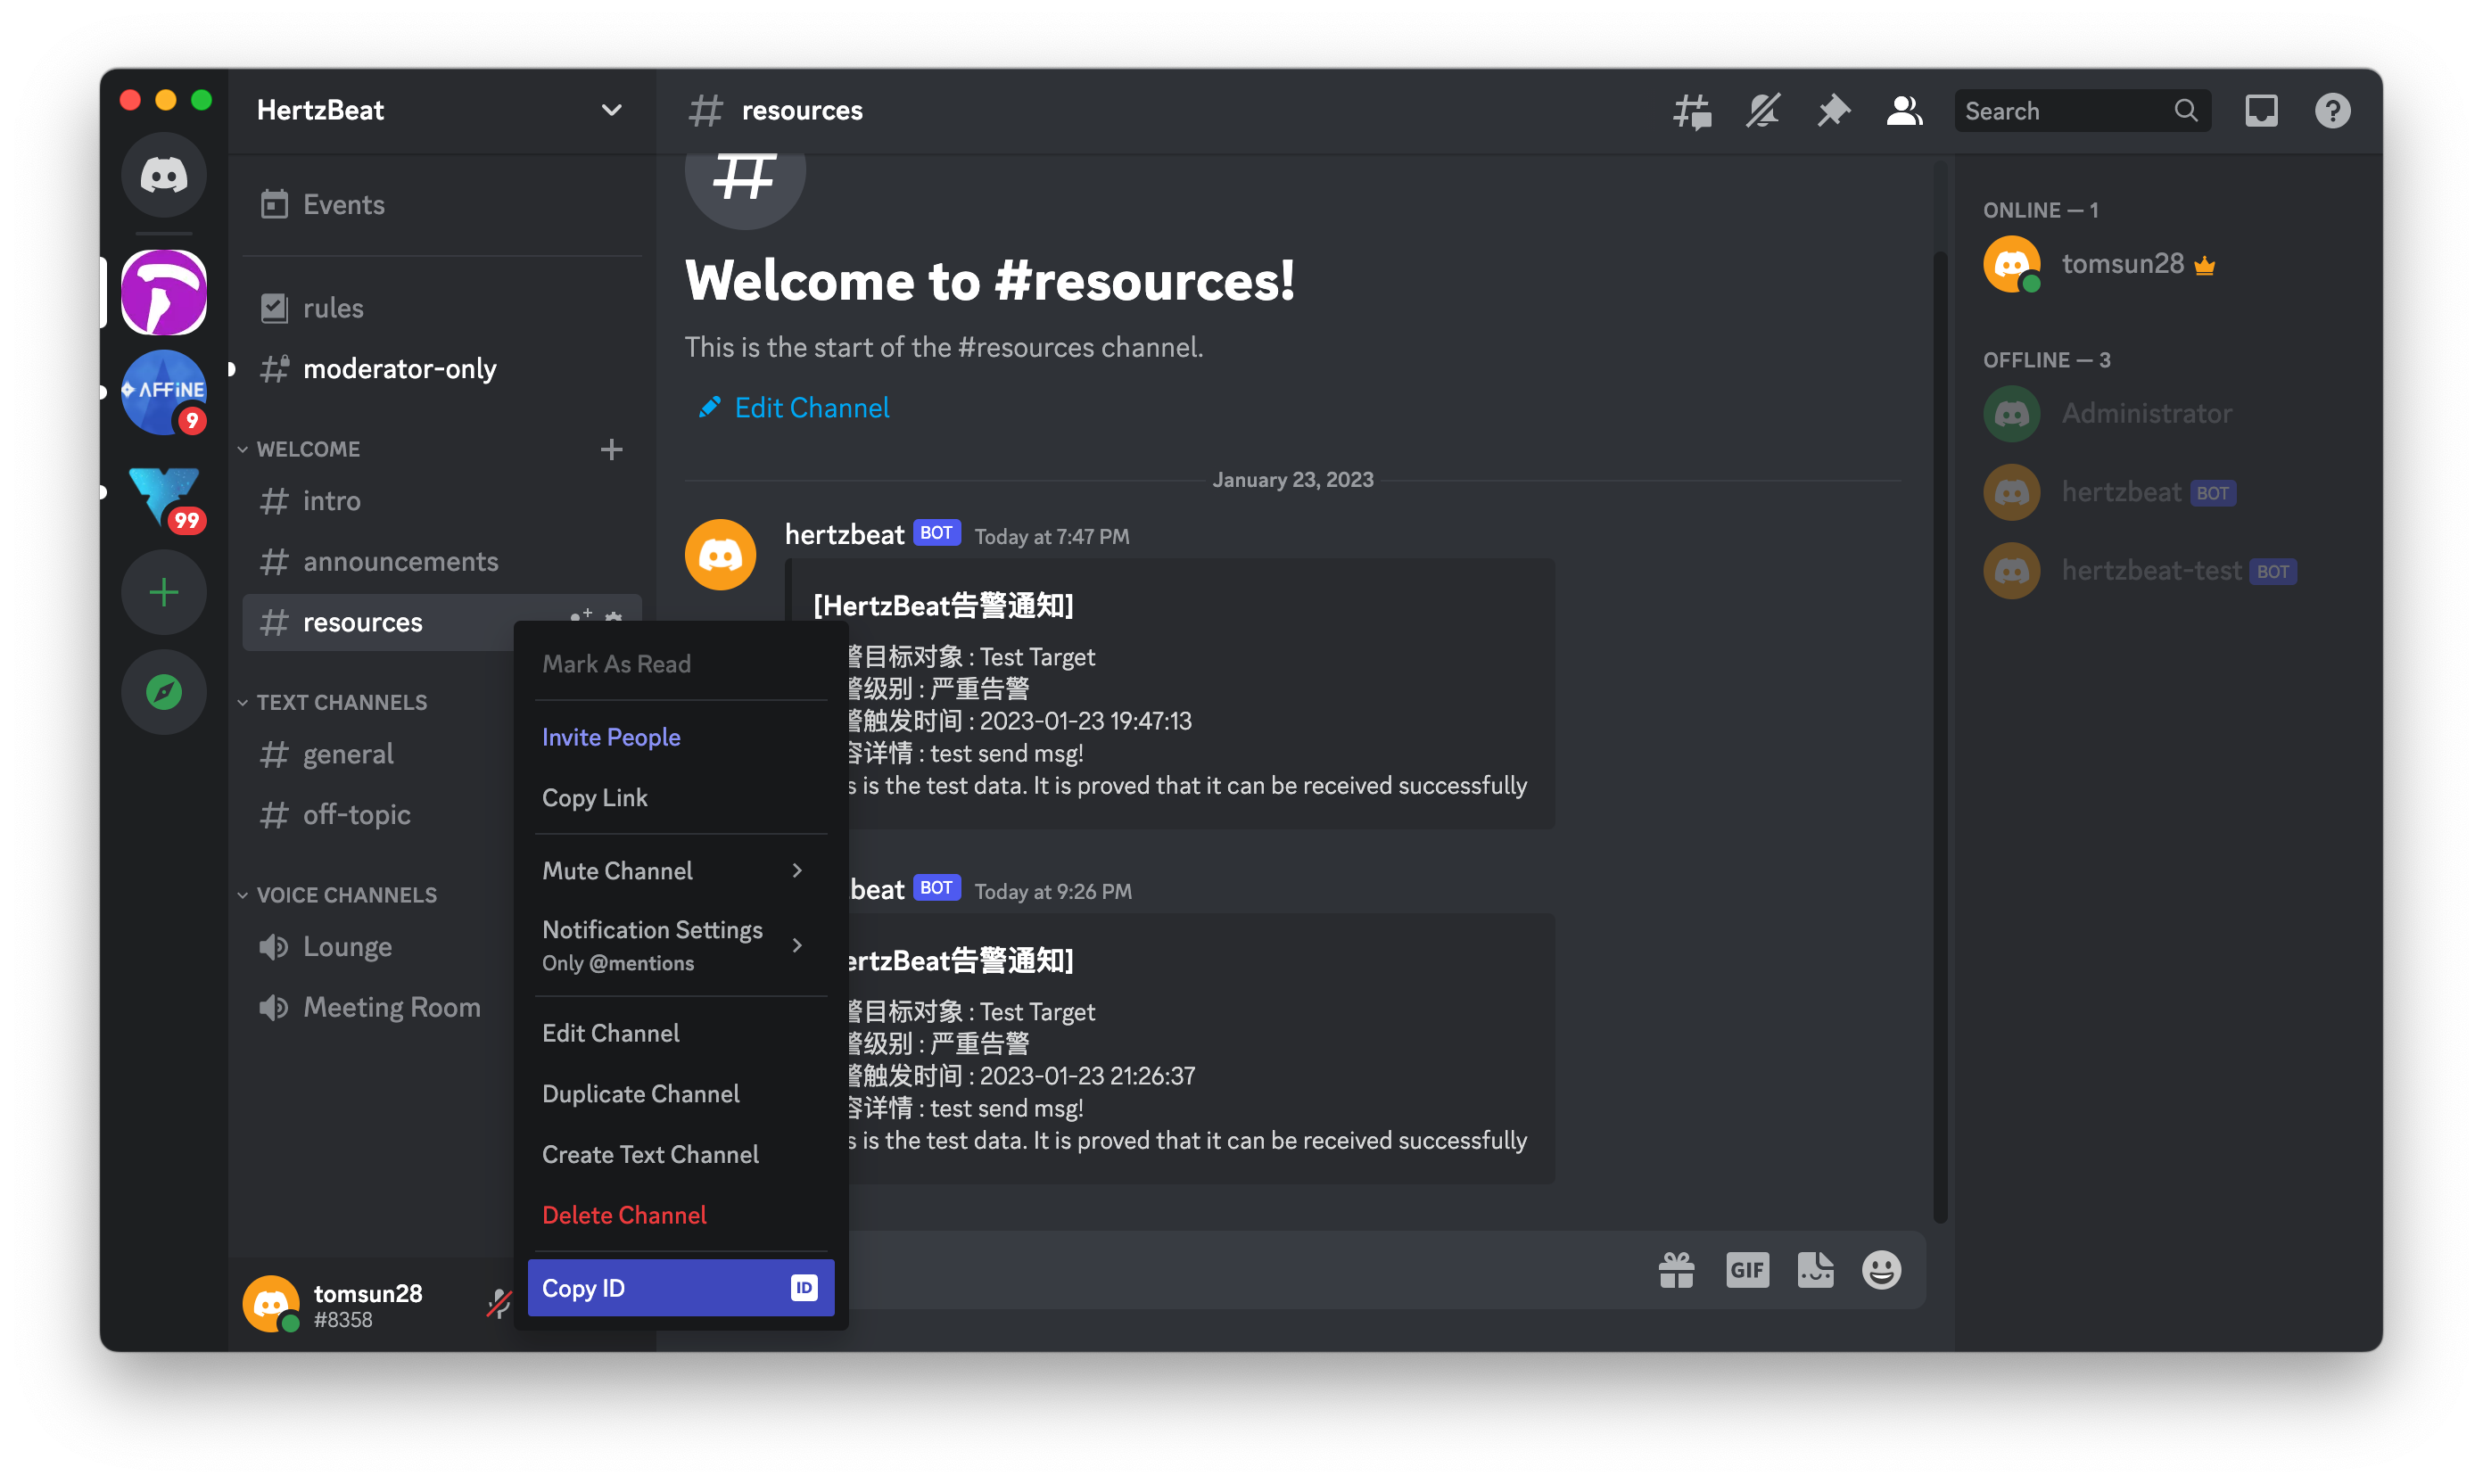 HertzBeat
Events
rules
moderator-only
WELCOME
intro
announcements
resources
TEXT CHANNELS
general
off-topic
VOICE CHANNELS
Lounge
Meeting Room
tomsun28
#8358
AFFiNE
9
99
Mark As Read
Invite People
Copy Link
Mute Channel
Notification Settings
Only @mentions
Edit Channel
Duplicate Channel
Create Text Channel
Delete Channel
Copy ID
ID
resources
Search
Welcome to #resources!
This is the start of the #resources channel.
Edit Channel
January 23, 2023
hertzbeat BOT Today at 7:47 PM
[HertzBeat告警通知]
警目标对象 : Test Target
警级别 : 严重告警
警触发时间 : 2023-01-23 19:47:13
容详情 : test send msg!
s is the test data. It is proved that it can be received successfully
beat BOT Today at 9:26 PM
ertzBeat告警通知]
警目标对象 : Test Target
警级别 : 严重告警
警触发时间 : 2023-01-23 21:26:37
容详情 : test send msg!
s is the test data. It is proved that it can be received successfully
GIF
ONLINE — 1
tomsun28
OFFLINE — 3
Administrator
hertzbeat BOT
hertzbeat-test BOT